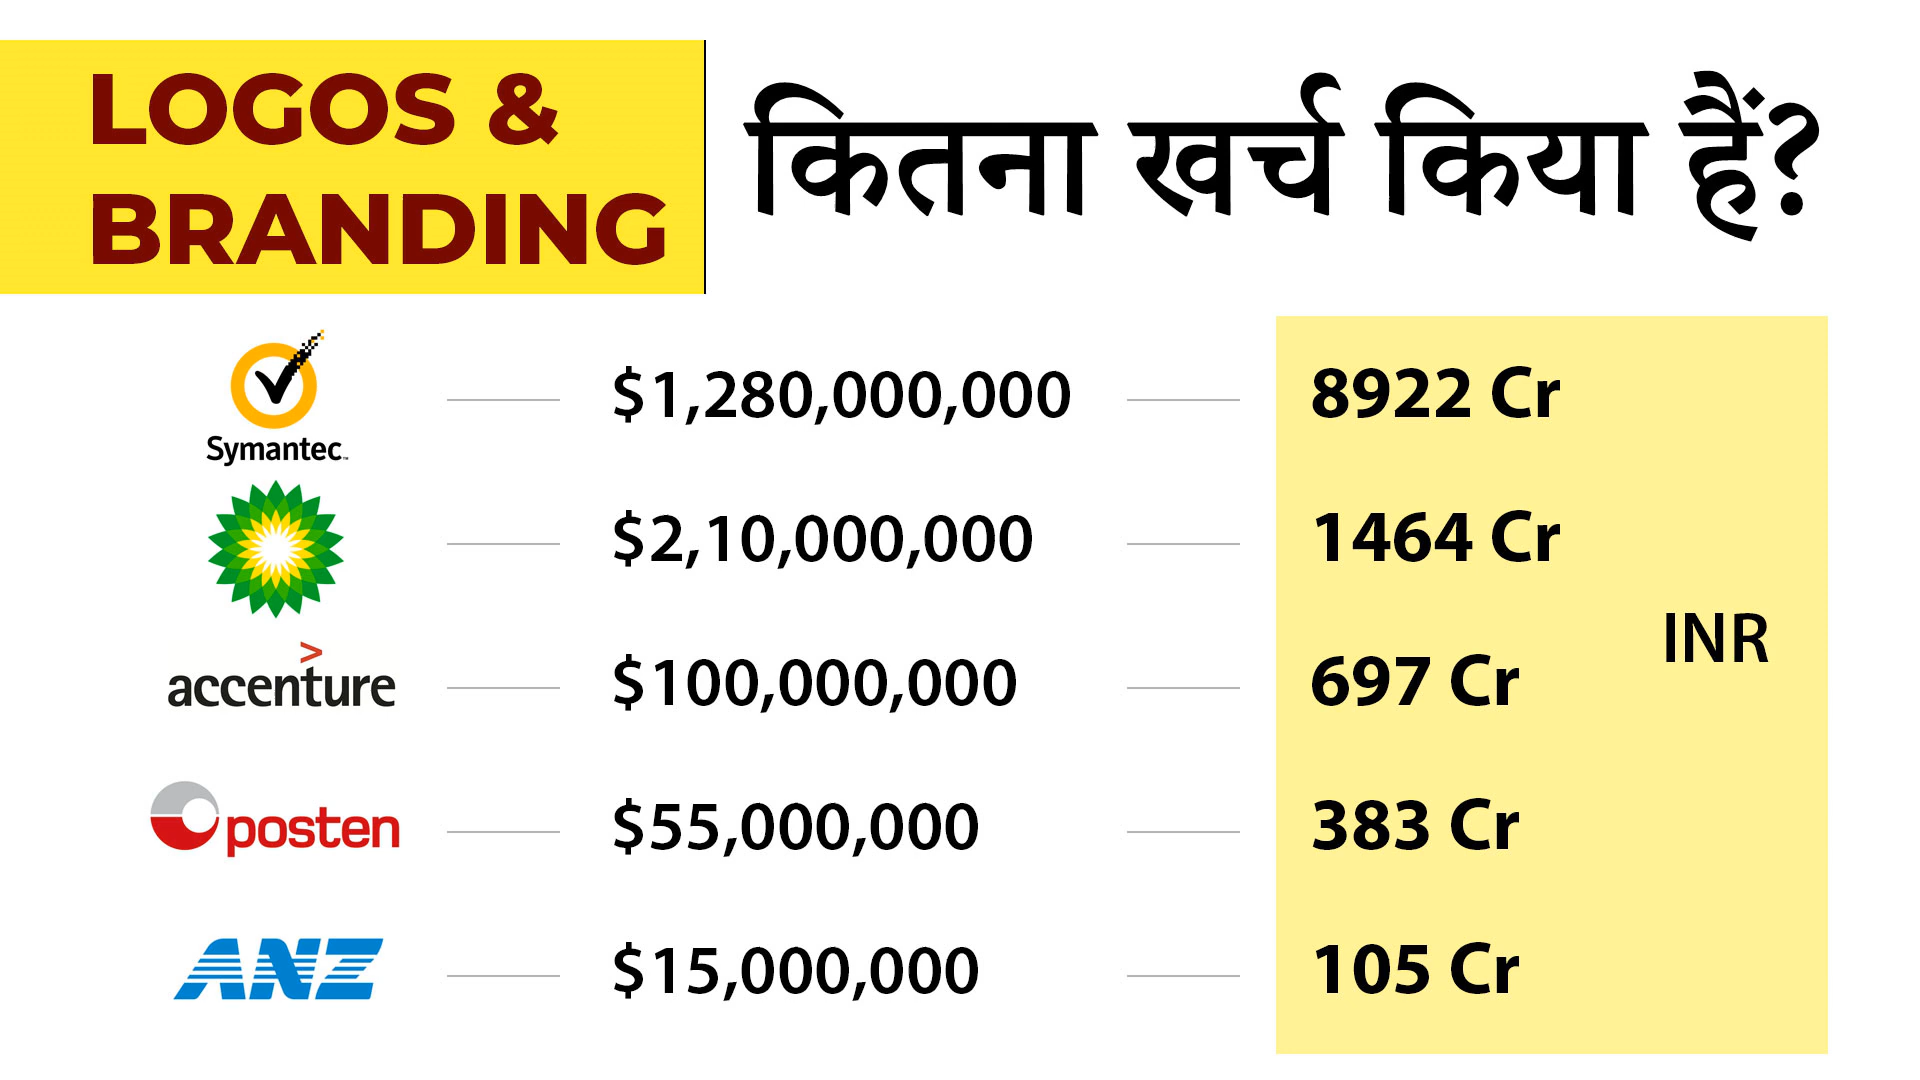 LOGOS &
BRANDING
कितना खर्च किया हैं?
Symantec™
$1,280,000,000
8922 Cr
$2,10,000,000
1464 Cr
accenture
$100,000,000
697 Cr
INR
posten
$55,000,000
383 Cr
ANZ
$15,000,000
105 Cr